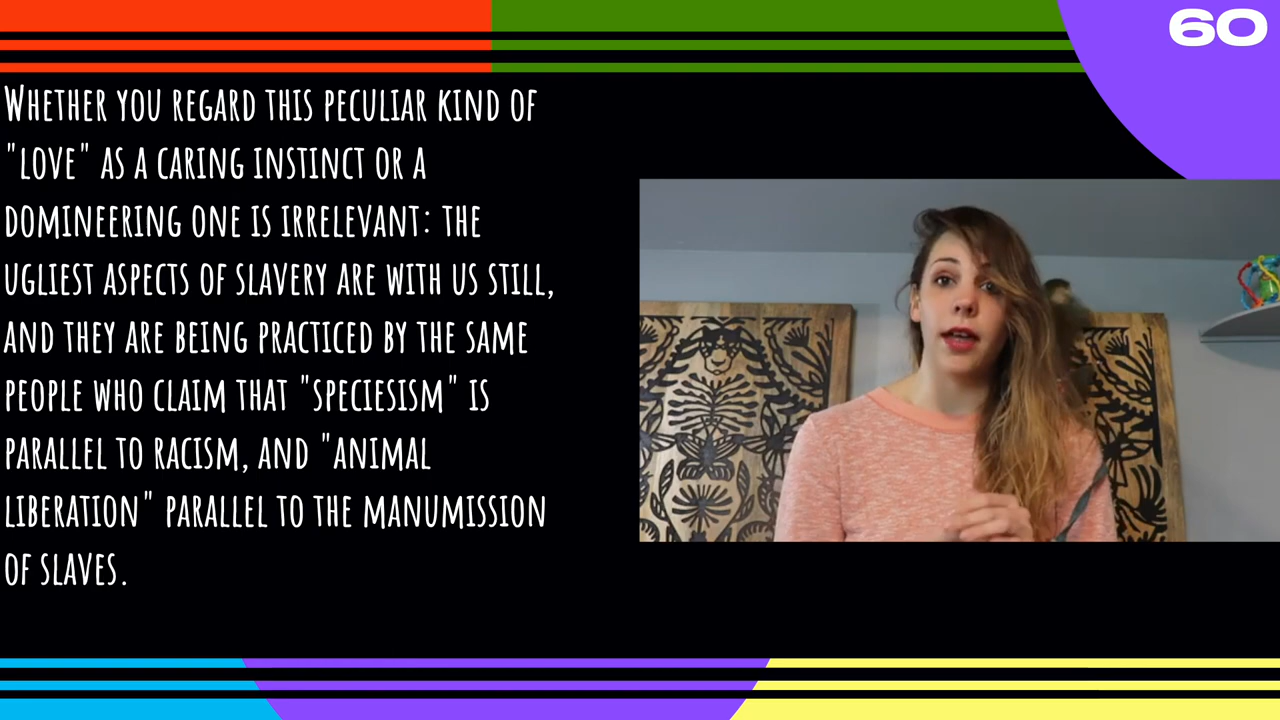 60
Whether you regard this peculiar kind of
"love" as a caring instinct or a
domineering one is irrelevant: the
ugliest aspects of slavery are with us still,
and they are being practiced by the same
people who claim that "speciesism" is
parallel to racism, and "animal
liberation" parallel to the manumission
of slaves.